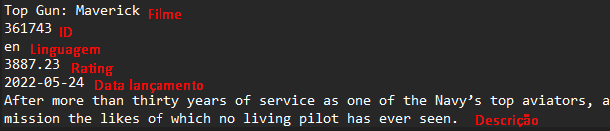 Top Gun: Maverick Filme
361743 ID
en Linguagem
3887.23 Rating
2022-05-24 Data lançamento
After more than thirty years of service as one of the Navy’s top aviators, a
mission the likes of which no living pilot has ever seen. Descrição